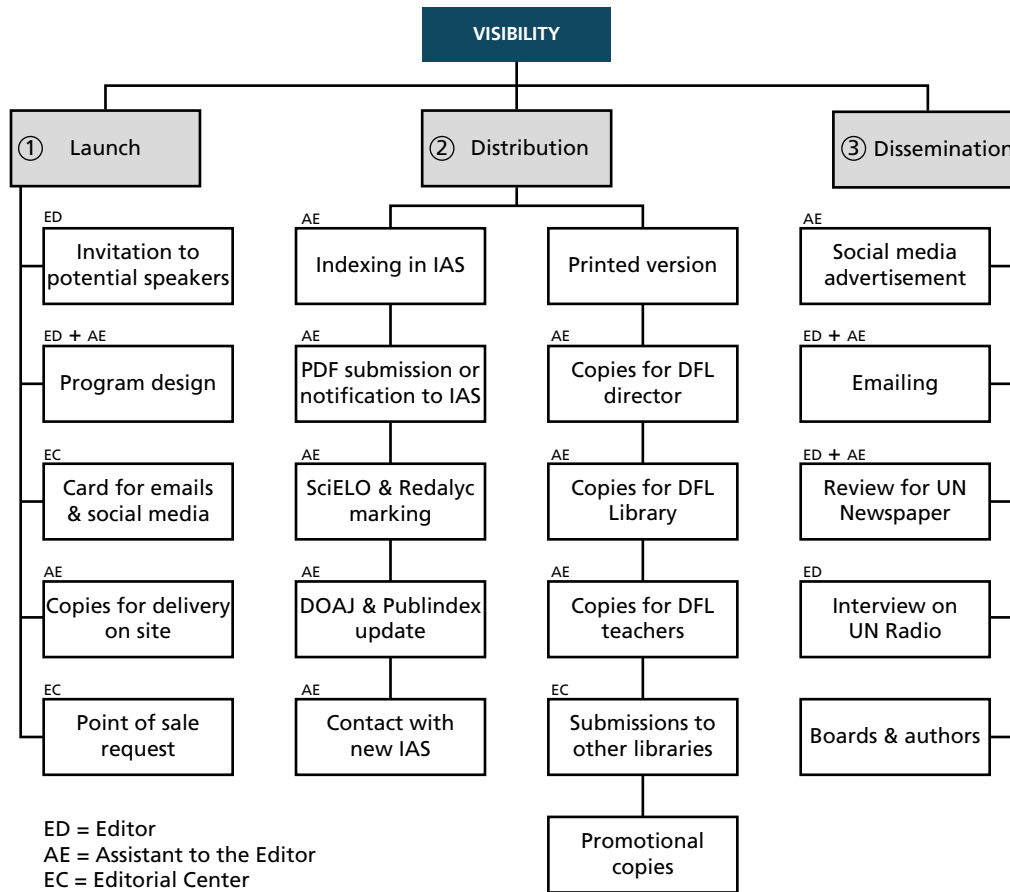 VISIBILITY
① Launch
ED
Invitation to
potential speakers
ED + AE
Program design
EC
Card for emails
& social media
AE
Copies for delivery
on site
EC
Point of sale
request
② Distribution
AE
Indexing in IAS
AE
PDF submission or
notification to IAS
AE
SciELO & Redalyc
marking
AE
DOAJ & Publindex
update
AE
Contact with
new IAS
Printed version
AE
Copies for DFL
director
AE
Copies for DFL
Library
AE
Copies for DFL
teachers
EC
Submissions to
other libraries
Promotional
copies
③ Dissemination
AE
Social media
advertisement
ED + AE
Emailing
ED + AE
Review for UN
Newspaper
ED
Interview on
UN Radio
Boards & authors
ED = Editor
AE = Assistant to the Editor
EC = Editorial Center